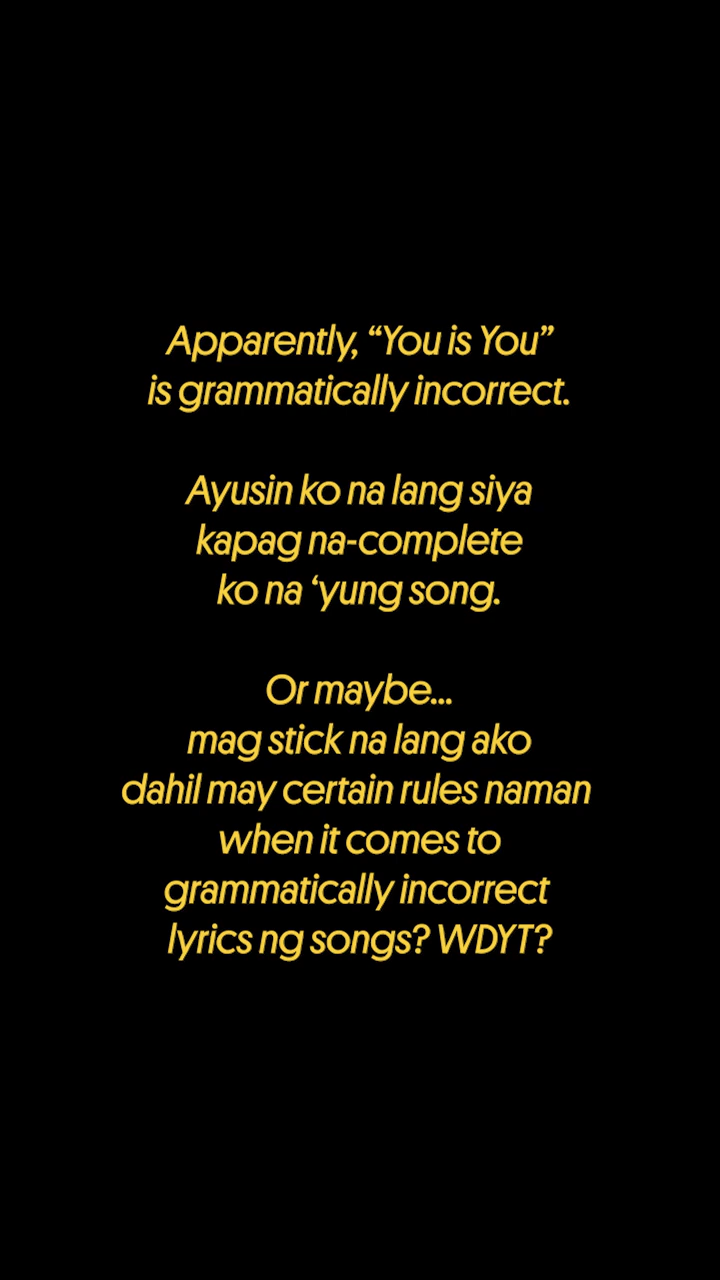 Apparently, “You is You”
is grammatically incorrect.
Ayusin ko na lang siya
kapag na-complete
ko na ‘yung song.
Or maybe...
mag stick na lang ako
dahil may certain rules naman
when it comes to
grammatically incorrect
lyrics ng songs? WDYT?